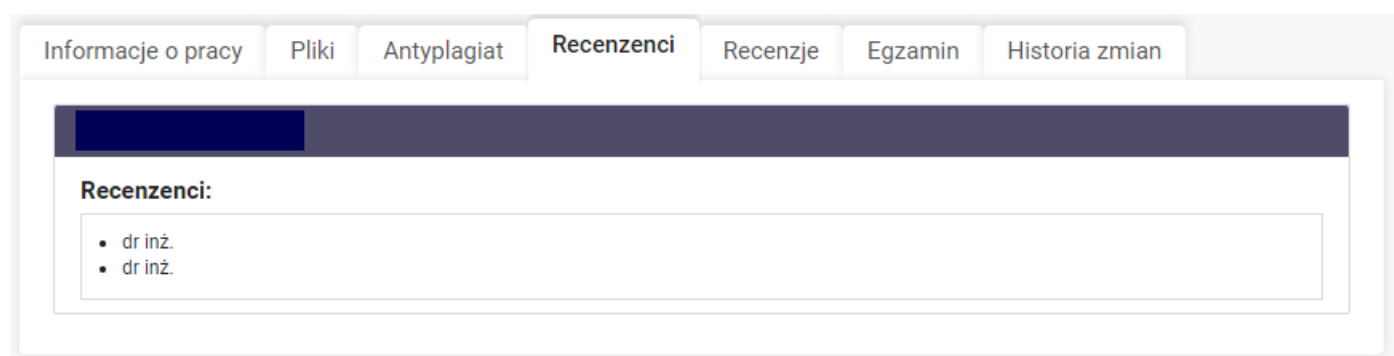 Informacje o pracy Pliki Antyplagiat Recenzenci Recenzje Egzamin Historia zmian
Recenzenci:
• dr inż.
• dr inż.